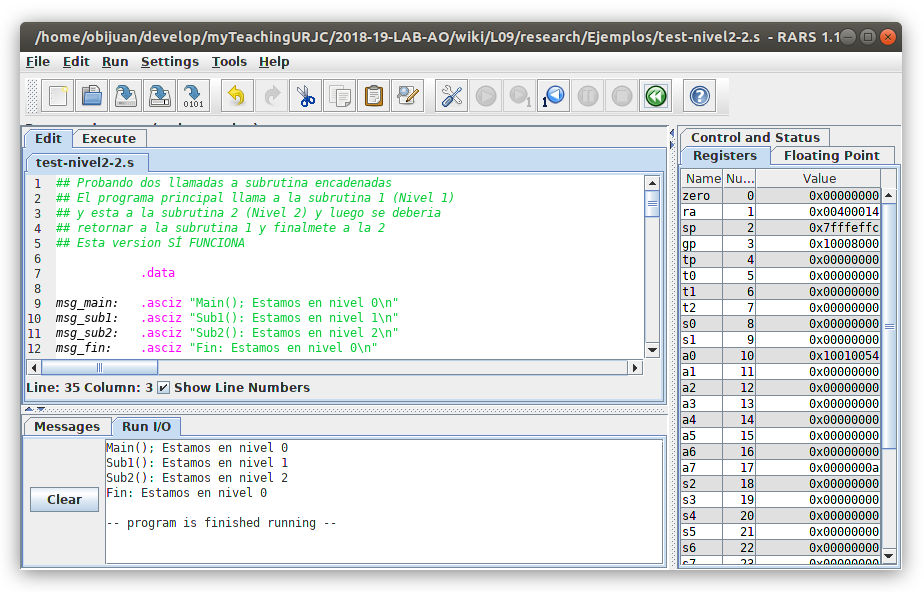 /home/obijuan/develop/myTeachingURJC/2018-19-LAB-AO/wiki/L09/research/Ejemplos/test-nivel2-2.s - RARS 1.1
File Edit Run Settings Tools Help
0101
1
1
Edit Execute
test-nivel2-2.s
1 ## Probando dos llamadas a subrutina encadenadas
2 ## El programa principal llama a la subrutina 1 (Nivel 1)
3 ## y esta a la subrutina 2 (Nivel 2) y luego se deberia
4 ## retornar a la subrutina 1 y finalmete a la 2
5 ## Esta version SÍ FUNCIONA
6
7 .data
8
9 msg_main: .asciz "Main(); Estamos en nivel 0\n"
10 msg_sub1: .asciz "Sub1(): Estamos en nivel 1\n"
11 msg_sub2: .asciz "Sub2(): Estamos en nivel 2\n"
12 msg_fin: .asciz "Fin: Estamos en nivel 0\n"
Line: 35 Column: 3 Show Line Numbers
Messages Run I/O
Clear
Main(); Estamos en nivel 0
Sub1(): Estamos en nivel 1
Sub2(): Estamos en nivel 2
Fin: Estamos en nivel 0
-- program is finished running --
Control and Status
Registers Floating Point
Name Nu... Value
zero 0 0x00000000
ra 1 0x00400014
sp 2 0x7fffeffc
gp 3 0x10008000
tp 4 0x00000000
t0 5 0x00000000
t1 6 0x00000000
t2 7 0x00000000
s0 8 0x00000000
s1 9 0x00000000
a0 10 0x10010054
a1 11 0x00000000
a2 12 0x00000000
a3 13 0x00000000
a4 14 0x00000000
a5 15 0x00000000
a6 16 0x00000000
a7 17 0x0000000a
s2 18 0x00000000
s3 19 0x00000000
s4 20 0x00000000
s5 21 0x00000000
s6 22 0x00000000
s7 23 0x00000000